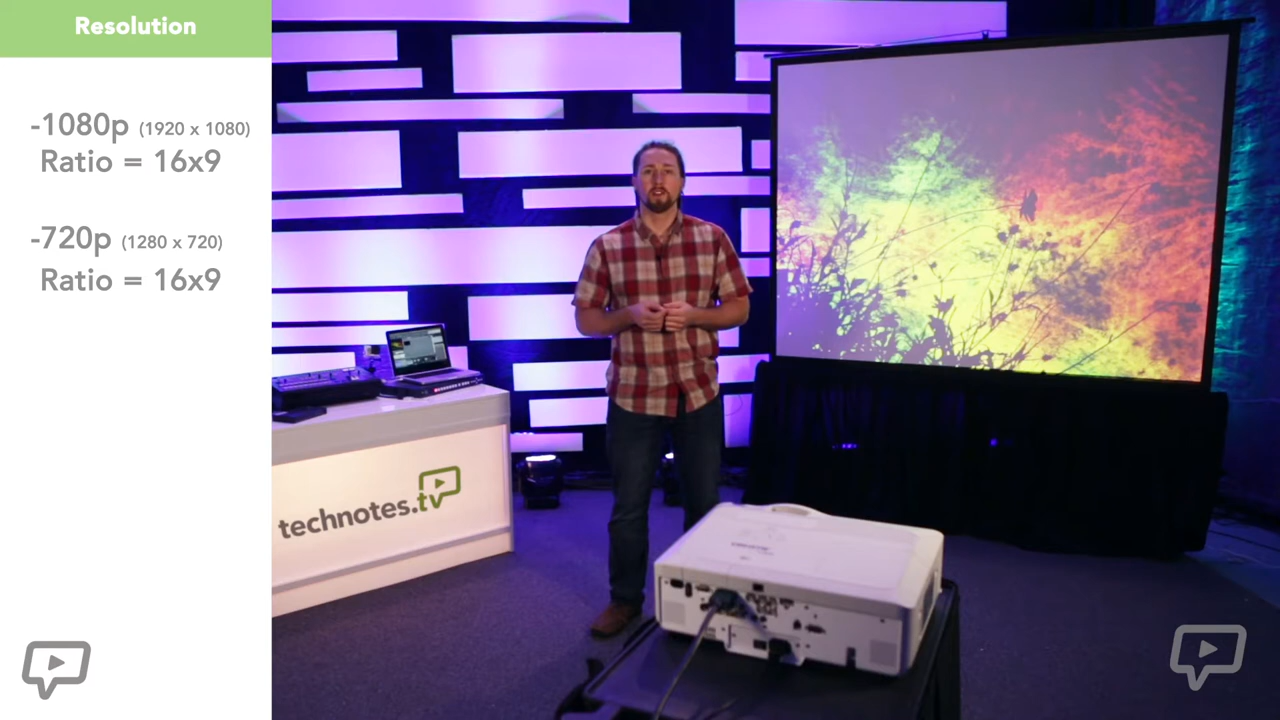 Resolution
-1080p (1920 x 1080)
Ratio = 16x9
-720p (1280 x 720)
Ratio = 16x9
technotes.tv